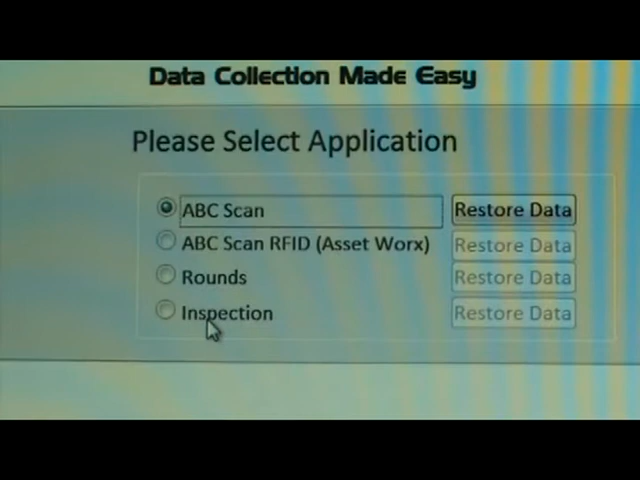 Data Collection Made Easy
Please Select Application
ABC Scan Restore Data
ABC Scan RFID (Asset Worx) Restore Data
Rounds Restore Data
Inspection Restore Data